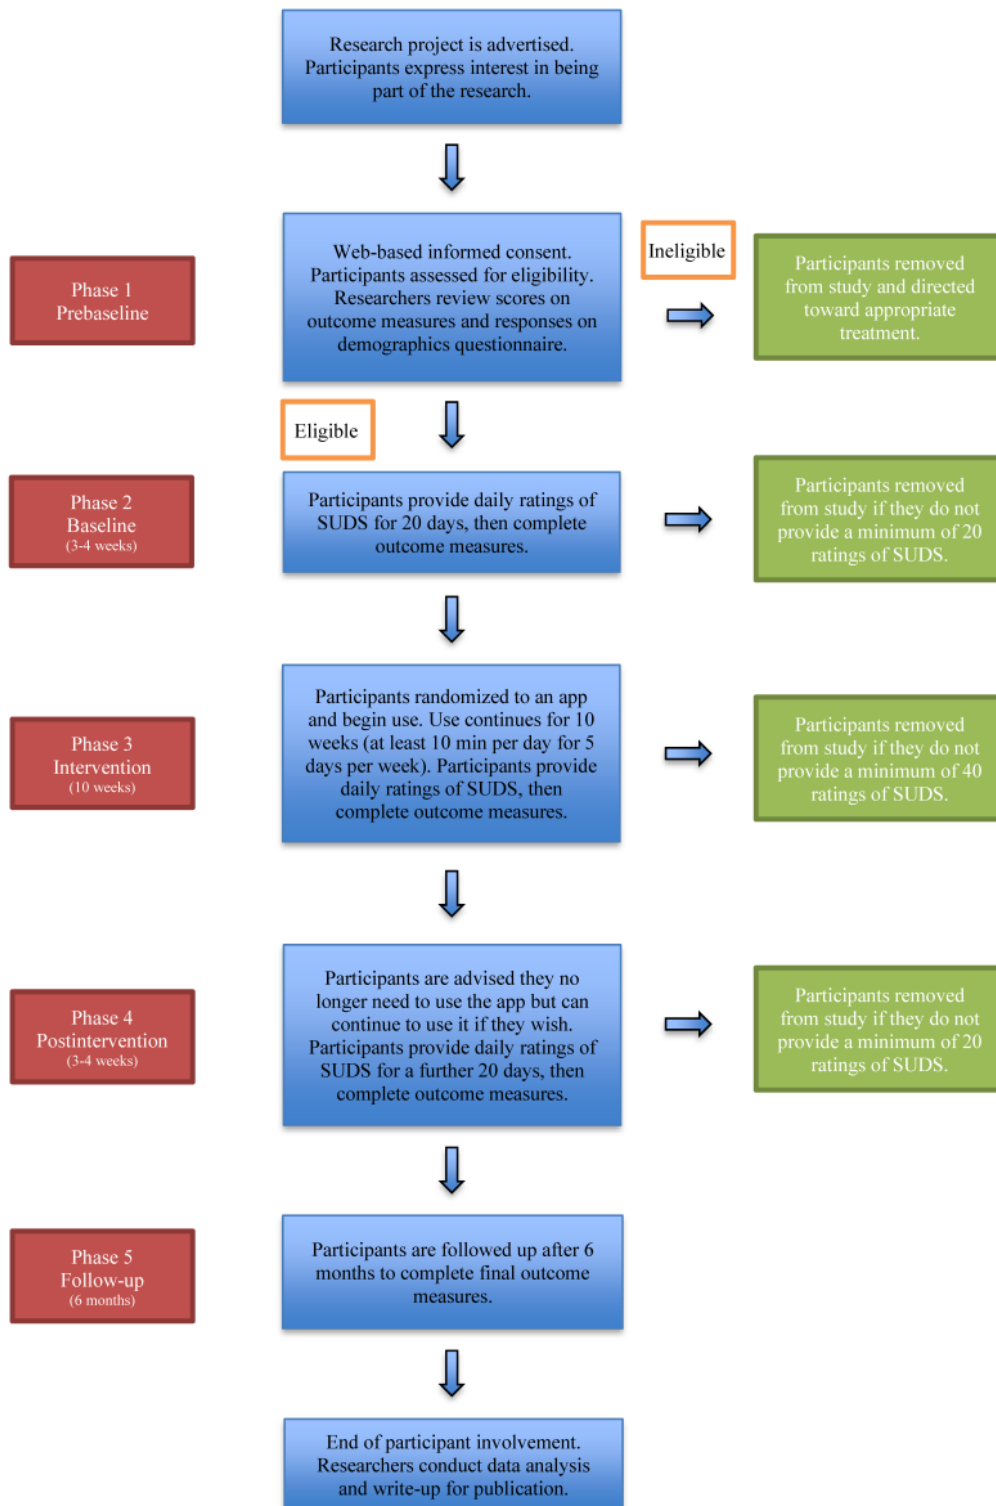 Research project is advertised.
Participants express interest in being
part of the research.
Phase 1
Prebaseline
Web-based informed consent.
Participants assessed for eligibility.
Researchers review scores on
outcome measures and responses on
demographics questionnaire.
Ineligible
Participants removed
from study and directed
toward appropriate
treatment.
Eligible
Phase 2
Baseline
(3-4 weeks)
Participants provide daily ratings of
SUDS for 20 days, then complete
outcome measures.
Participants removed
from study if they do not
provide a minimum of 20
ratings of SUDS.
Phase 3
Intervention
(10 weeks)
Participants randomized to an app
and begin use. Use continues for 10
weeks (at least 10 min per day for 5
days per week). Participants provide
daily ratings of SUDS, then
complete outcome measures.
Participants removed
from study if they do not
provide a minimum of 40
ratings of SUDS.
Phase 4
Postintervention
(3-4 weeks)
Participants are advised they no
longer need to use the app but can
continue to use it if they wish.
Participants provide daily ratings of
SUDS for a further 20 days, then
complete outcome measures.
Participants removed
from study if they do not
provide a minimum of 20
ratings of SUDS.
Phase 5
Follow-up
(6 months)
Participants are followed up after 6
months to complete final outcome
measures.
End of participant involvement.
Researchers conduct data analysis
and write-up for publication.